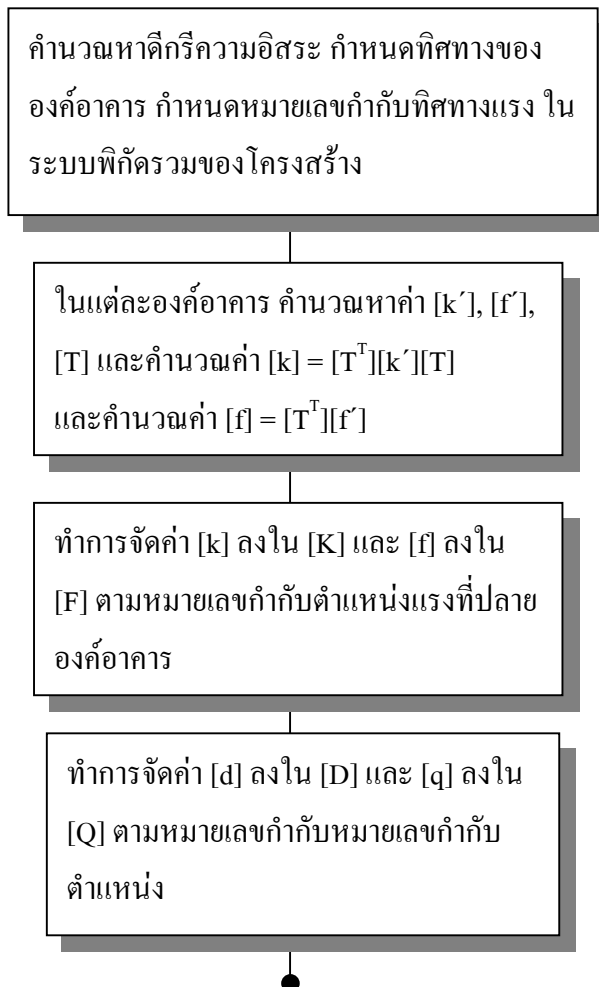 คำนวณหาดีกรีความอิสระ กำหนดทิศทางของ
องค์อาคาร กำหนดหมายเลขกำกับทิศทางแรง ใน
ระบบพิกัดรวมของโครงสร้าง
ในแต่ละองค์อาคาร คำนวณหาค่า [k´], [f´],
[T] และคำนวณค่า [k] = [Tᵀ][k´][T]
และคำนวณค่า [f] = [Tᵀ][f´]
ทำการจัดค่า [k] ลงใน [K] และ [f] ลงใน
[F] ตามหมายเลขกำกับตำแหน่งแรงที่ปลาย
องค์อาคาร
ทำการจัดค่า [d] ลงใน [D] และ [q] ลงใน
[Q] ตามหมายเลขกำกับหมายเลขกำกับ
ตำแหน่ง